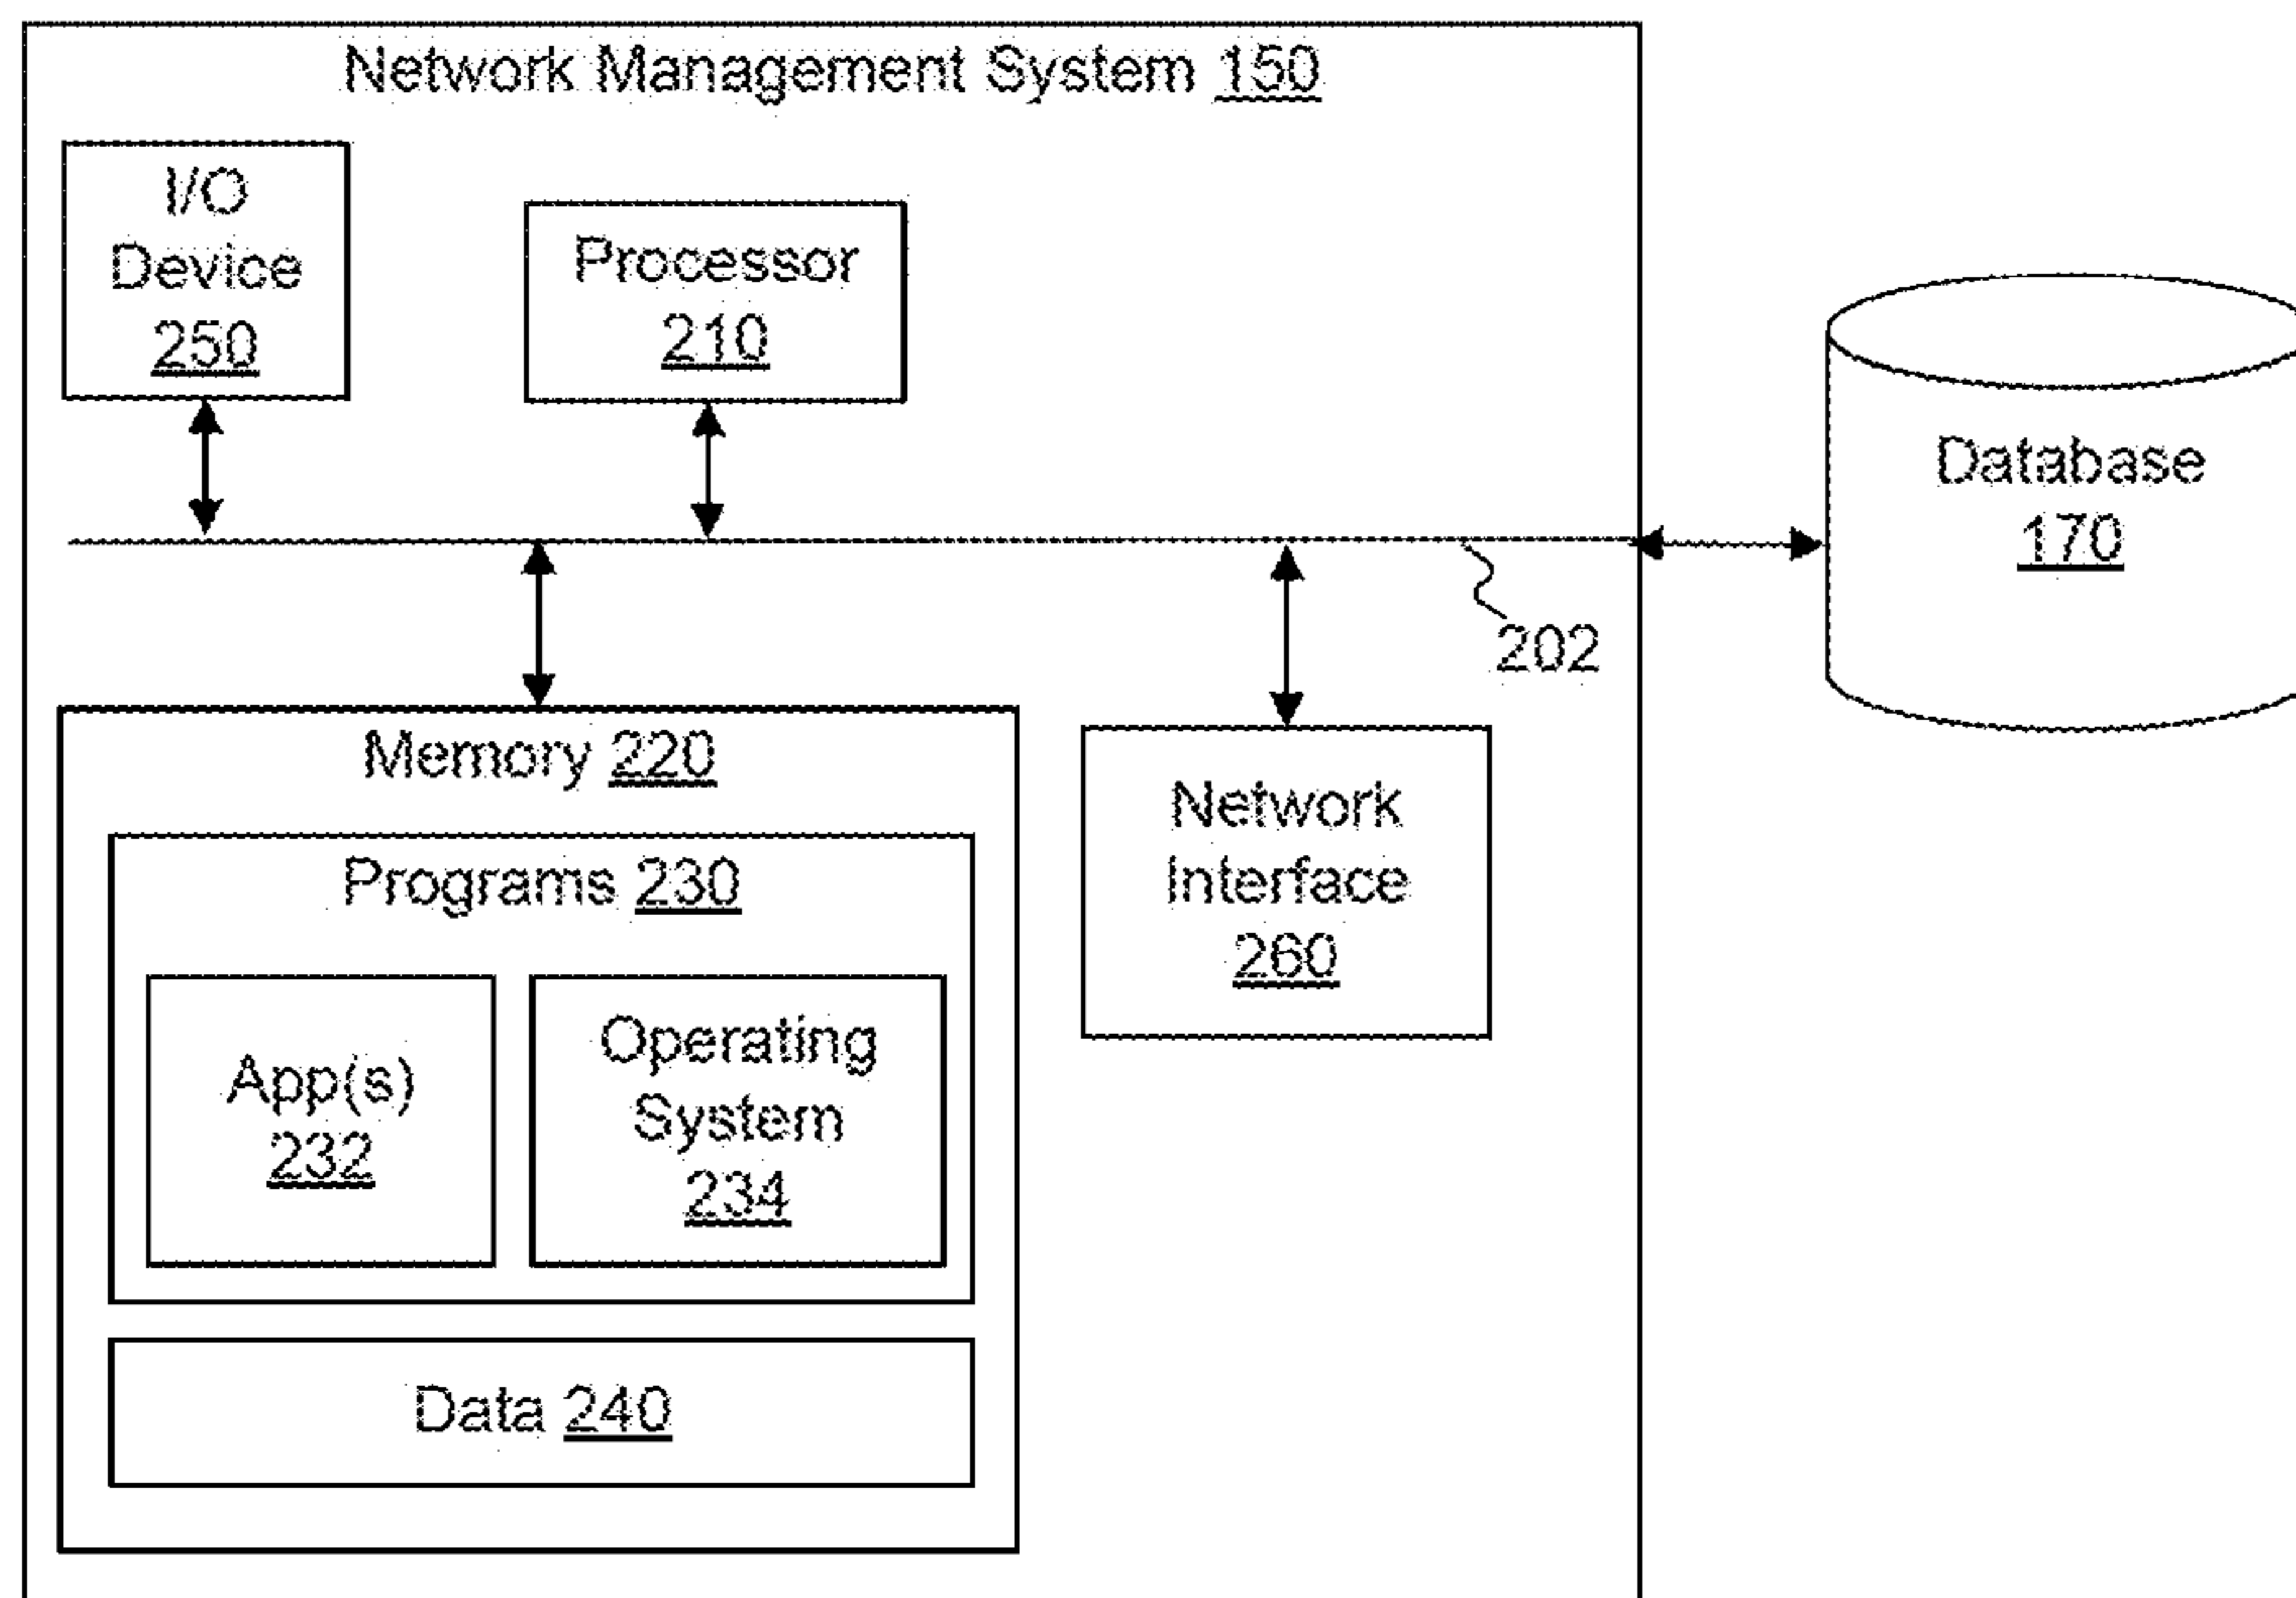 Network Management System 150
I/O
Device
250
Processor
210
Database
170
202
Memory 220
Programs 230
App(s)
232
Operating
System
234
Data 240
Network
Interface
260